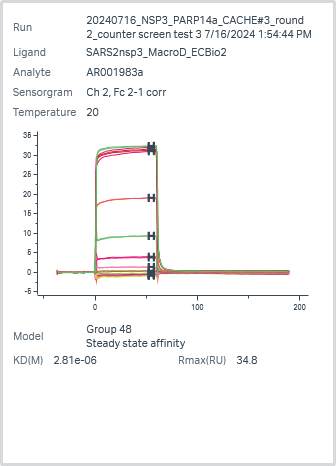 Run 20240716_NSP3_PARP14a_CACHE#3_round
2_counter screen test 3 7/16/2024 1:54:44 PM
Ligand SARS2nsp3_MacroD_ECBio2
Analyte AR001983a
Sensorgram Ch 2, Fc 2-1 corr
Temperature 20
35
30
25
20
15
10
5
0
-5
0 100 200
Model Group 48
Steady state affinity
KD(M) 2.81e-06 Rmax(RU) 34.8